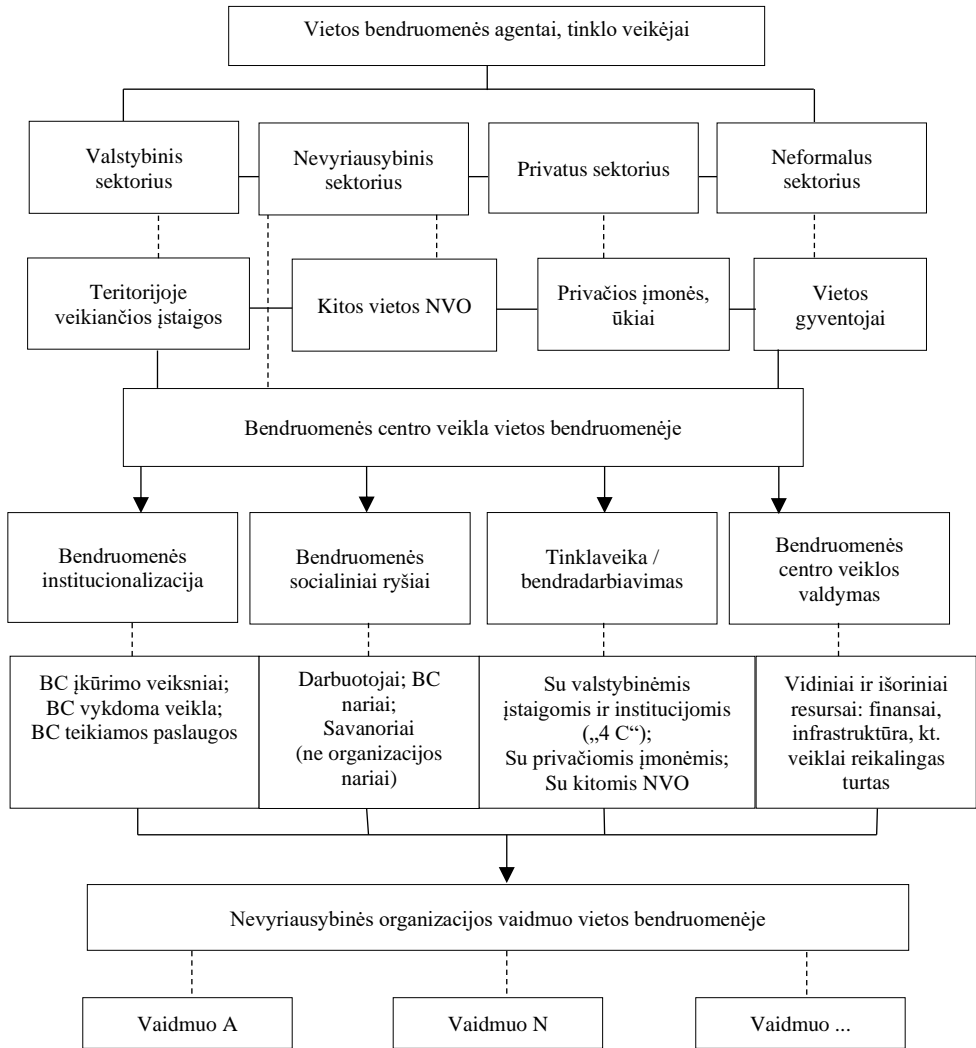 Vietos bendruomenės agentai, tinklo veikėjai
Valstybinis
sektorius
Nevyriausybinis
sektorius
Privatus sektorius
Neformalus
sektorius
Teritorijoje
veikiančios įstaigos
Kitos vietos NVO
Privačios įmonės,
ūkiai
Vietos
gyventojai
Bendruomenės centro veikla vietos bendruomenėje
Bendruomenės
institucionalizacija
Bendruomenės
socialiniai ryšiai
Tinklaveika /
bendradarbiavimas
Bendruomenės
centro veiklos
valdymas
BC įkūrimo veiksniai;
BC vykdoma veikla;
BC teikiamos paslaugos
Darbuotojai; BC
nariai;
Savanoriai
(ne organizacijos
nariai)
Su valstybinėmis
įstaigomis ir institucijomis
(„4 C“);
Su privačiomis įmonėmis;
Su kitomis NVO
Vidiniai ir išoriniai
resursai: finansai,
infrastruktūra, kt.
veiklai reikalingas
turtas
Nevyriausybinės organizacijos vaidmuo vietos bendruomenėje
Vaidmuo A
Vaidmuo N
Vaidmuo ...